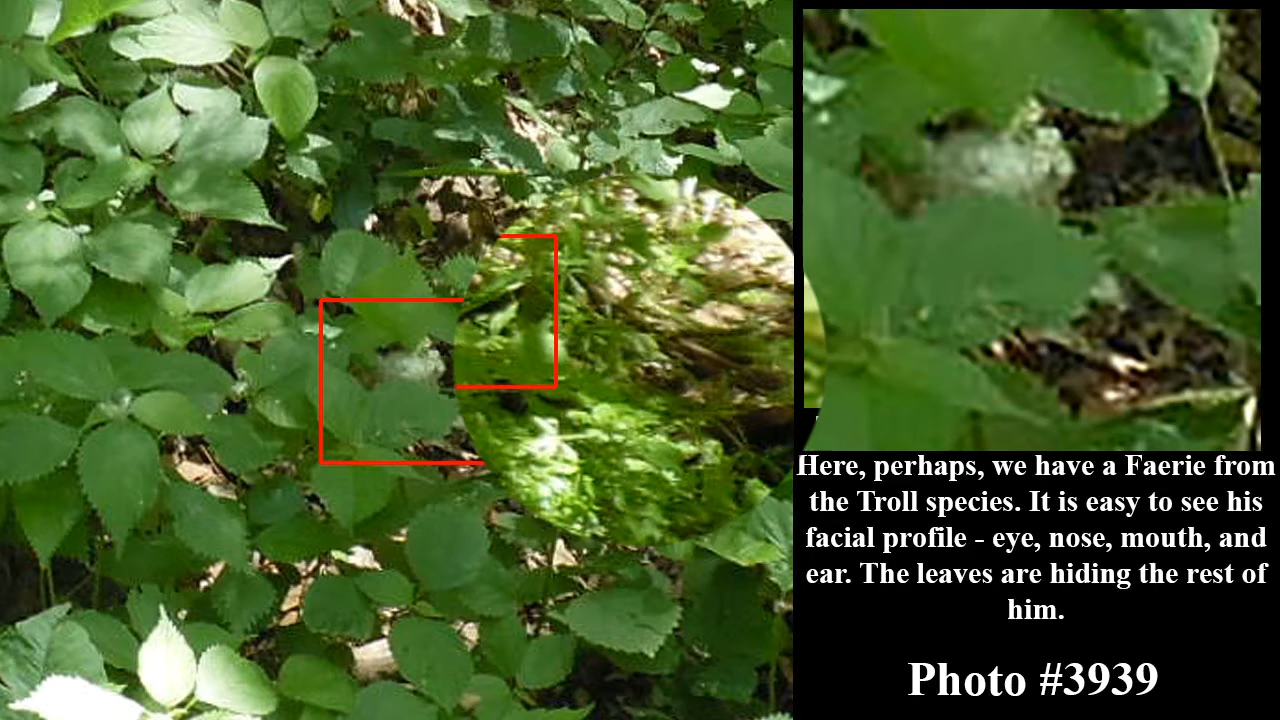 Here, perhaps, we have a Faerie from
the Troll species. It is easy to see his
facial profile - eye, nose, mouth, and
ear. The leaves are hiding the rest of
him.
Photo #3939